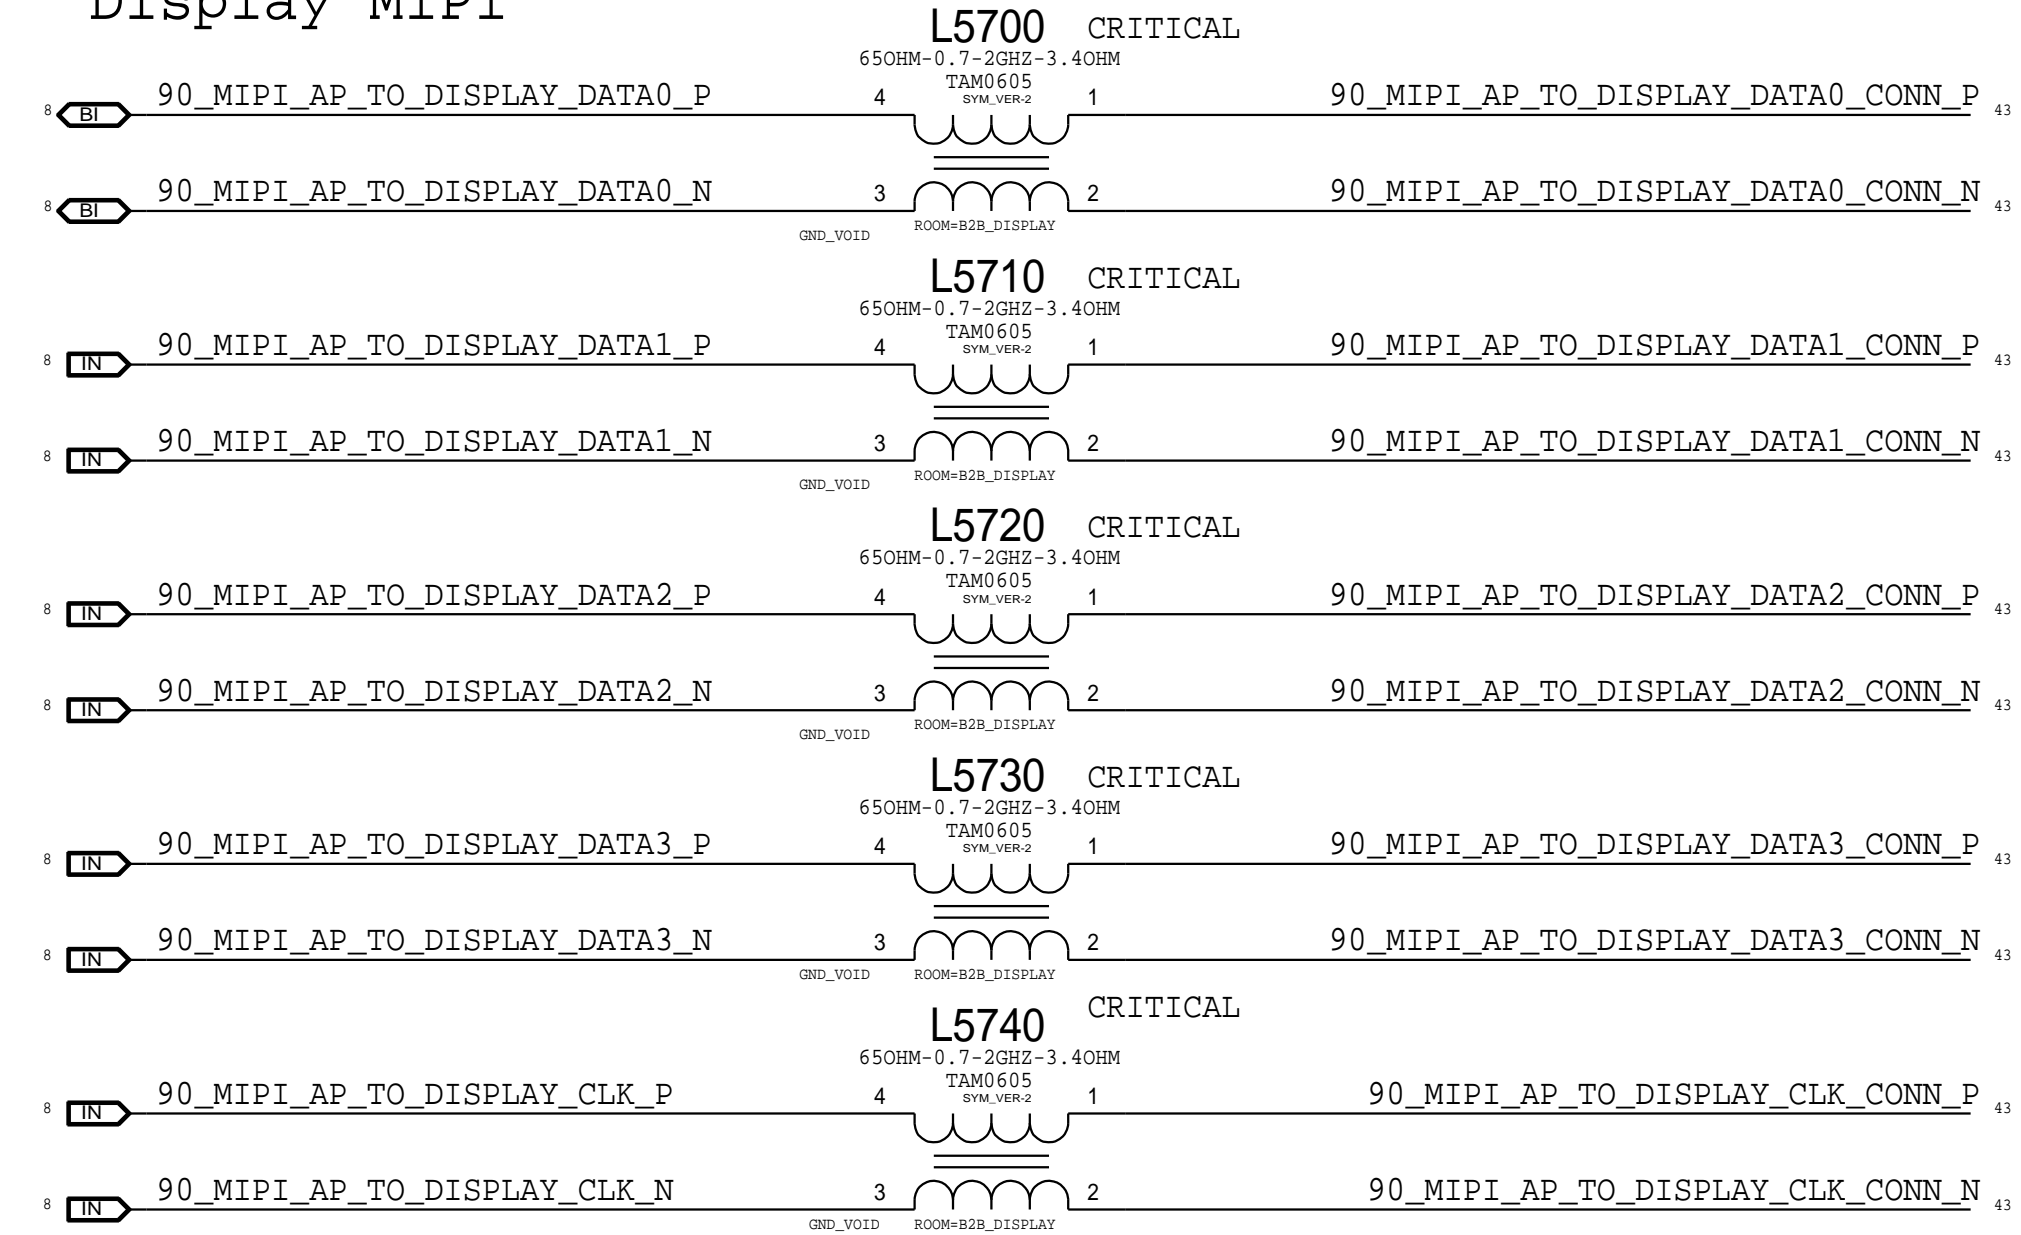 Display MIPI
L5700 CRITICAL
65OHM-0.7-2GHZ-3.4OHM
TAM0605
SYM_VER-2
8 BI 90_MIPI_AP_TO_DISPLAY_DATA0_P 4 1 90_MIPI_AP_TO_DISPLAY_DATA0_CONN_P 43
8 BI 90_MIPI_AP_TO_DISPLAY_DATA0_N 3 2 90_MIPI_AP_TO_DISPLAY_DATA0_CONN_N 43
GND_VOID ROOM=B2B_DISPLAY
L5710 CRITICAL
65OHM-0.7-2GHZ-3.4OHM
TAM0605
SYM_VER-2
8 IN 90_MIPI_AP_TO_DISPLAY_DATA1_P 4 1 90_MIPI_AP_TO_DISPLAY_DATA1_CONN_P 43
8 IN 90_MIPI_AP_TO_DISPLAY_DATA1_N 3 2 90_MIPI_AP_TO_DISPLAY_DATA1_CONN_N 43
GND_VOID ROOM=B2B_DISPLAY
L5720 CRITICAL
65OHM-0.7-2GHZ-3.4OHM
TAM0605
SYM_VER-2
8 IN 90_MIPI_AP_TO_DISPLAY_DATA2_P 4 1 90_MIPI_AP_TO_DISPLAY_DATA2_CONN_P 43
8 IN 90_MIPI_AP_TO_DISPLAY_DATA2_N 3 2 90_MIPI_AP_TO_DISPLAY_DATA2_CONN_N 43
GND_VOID ROOM=B2B_DISPLAY
L5730 CRITICAL
65OHM-0.7-2GHZ-3.4OHM
TAM0605
SYM_VER-2
8 IN 90_MIPI_AP_TO_DISPLAY_DATA3_P 4 1 90_MIPI_AP_TO_DISPLAY_DATA3_CONN_P 43
8 IN 90_MIPI_AP_TO_DISPLAY_DATA3_N 3 2 90_MIPI_AP_TO_DISPLAY_DATA3_CONN_N 43
GND_VOID ROOM=B2B_DISPLAY
L5740 CRITICAL
65OHM-0.7-2GHZ-3.4OHM
TAM0605
SYM_VER-2
8 IN 90_MIPI_AP_TO_DISPLAY_CLK_P 4 1 90_MIPI_AP_TO_DISPLAY_CLK_CONN_P 43
8 IN 90_MIPI_AP_TO_DISPLAY_CLK_N 3 2 90_MIPI_AP_TO_DISPLAY_CLK_CONN_N 43
GND_VOID ROOM=B2B_DISPLAY